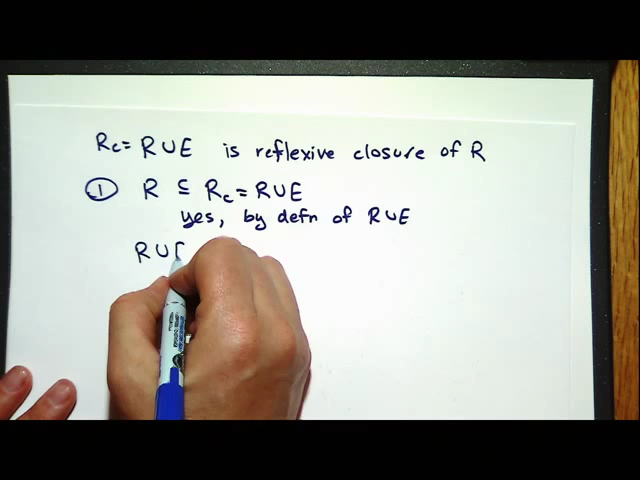 Rc = R ∪ E is reflexive closure of R
① R ⊆ Rc = R ∪ E
yes, by defn of R ∪ E
R ∪